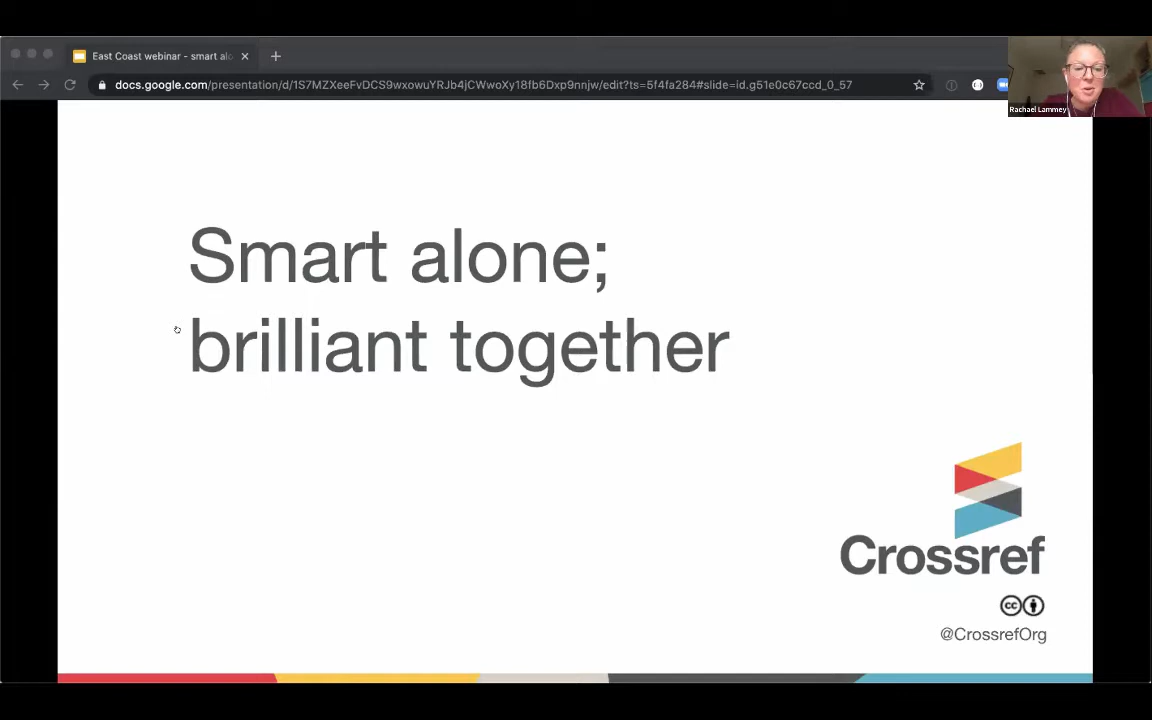 East Coast webinar - smart alo
docs.google.com/presentation/d/1S7MZXeeFvDCS9wxowuYRJb4jCWwoXy18fb6Dxp9nnjw/edit?ts=5f4fa284#slide=id.g51e0c67ccd_0_57
Rachael Lammey
Smart alone;
brilliant together
Crossref
cc
@CrossrefOrg